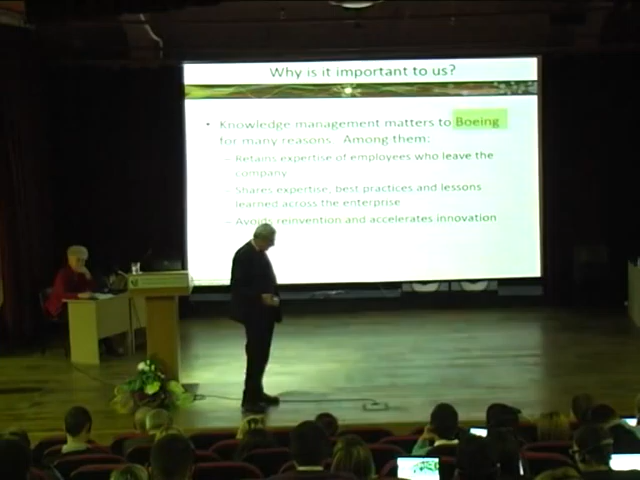 Why is it important to us?
• Knowledge management matters to Boeing
for many reasons. Among them:
– Retains expertise of employees who leave the
company
– Shares expertise, best practices and lessons
learned across the enterprise
– Avoids reinvention and accelerates innovation